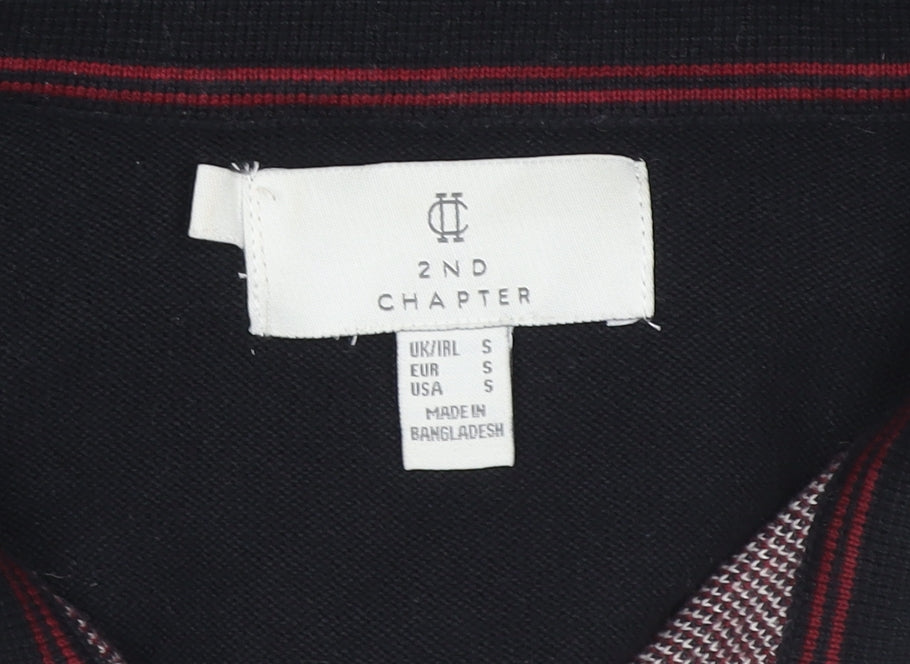 2ND
CHAPTER
UK/IRL S
EUR S
USA S
MADE IN
BANGLADESH